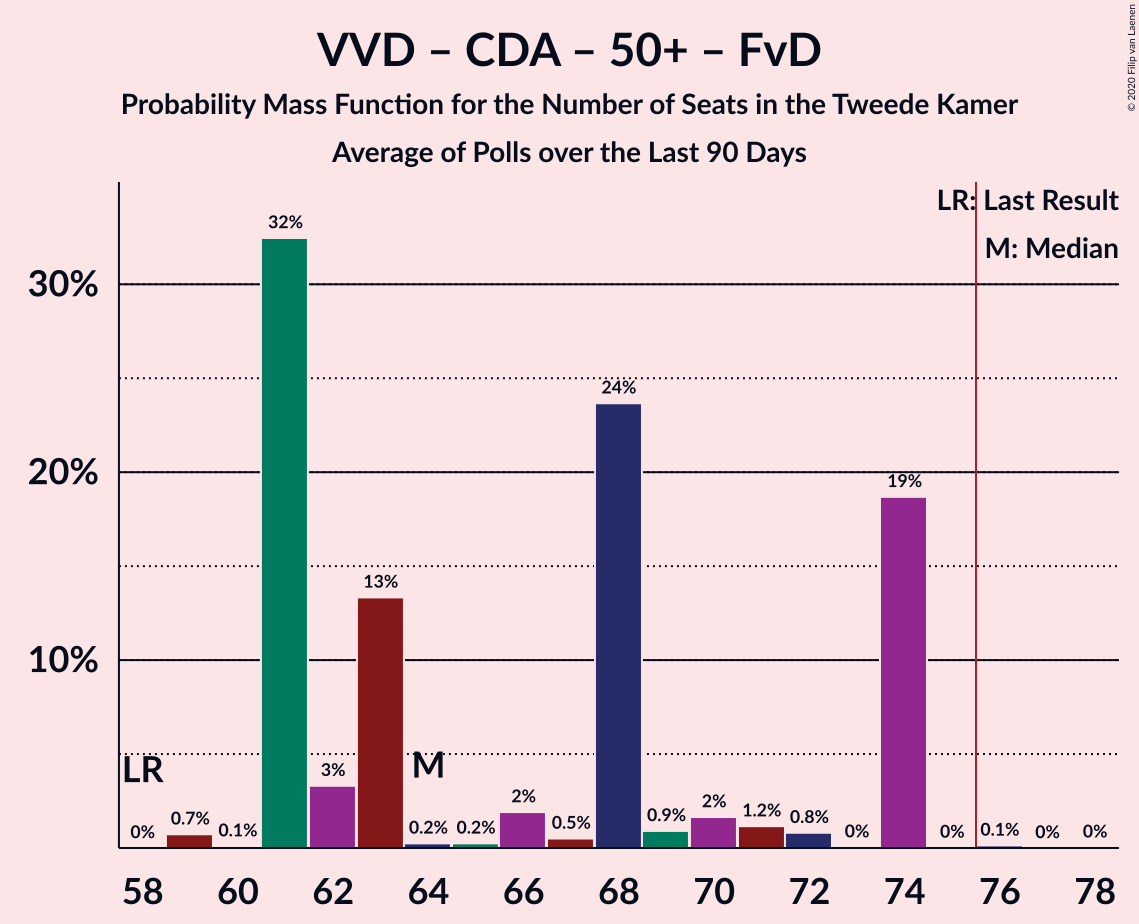 VVD – CDA – 50+ – FvD
Probability Mass Function for the Number of Seats in the Tweede Kamer
Average of Polls over the Last 90 Days
© 2020 Filip van Laenen
LR: Last Result
M: Median
30%
20%
10%
32%
24%
19%
13%
LR
M
0%
0.7%
0.1%
3%
0.2%
0.2%
2%
0.5%
0.9%
2%
1.2%
0.8%
0%
0%
0.1%
0%
0%
58 60 62 64 66 68 70 72 74 76 78